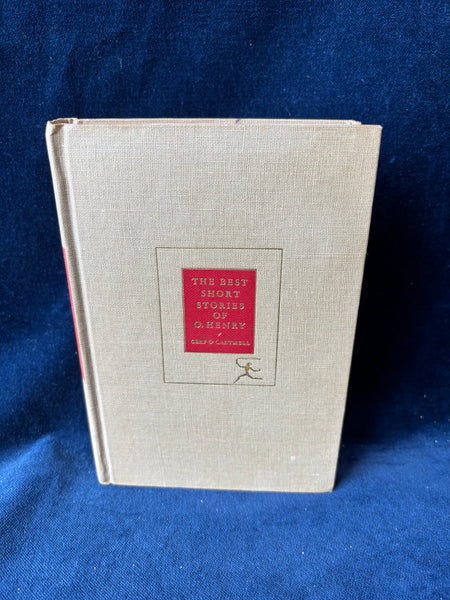 THE BEST
SHORT
STORIES
OF
O. HENRY
CERF & CARTMELL